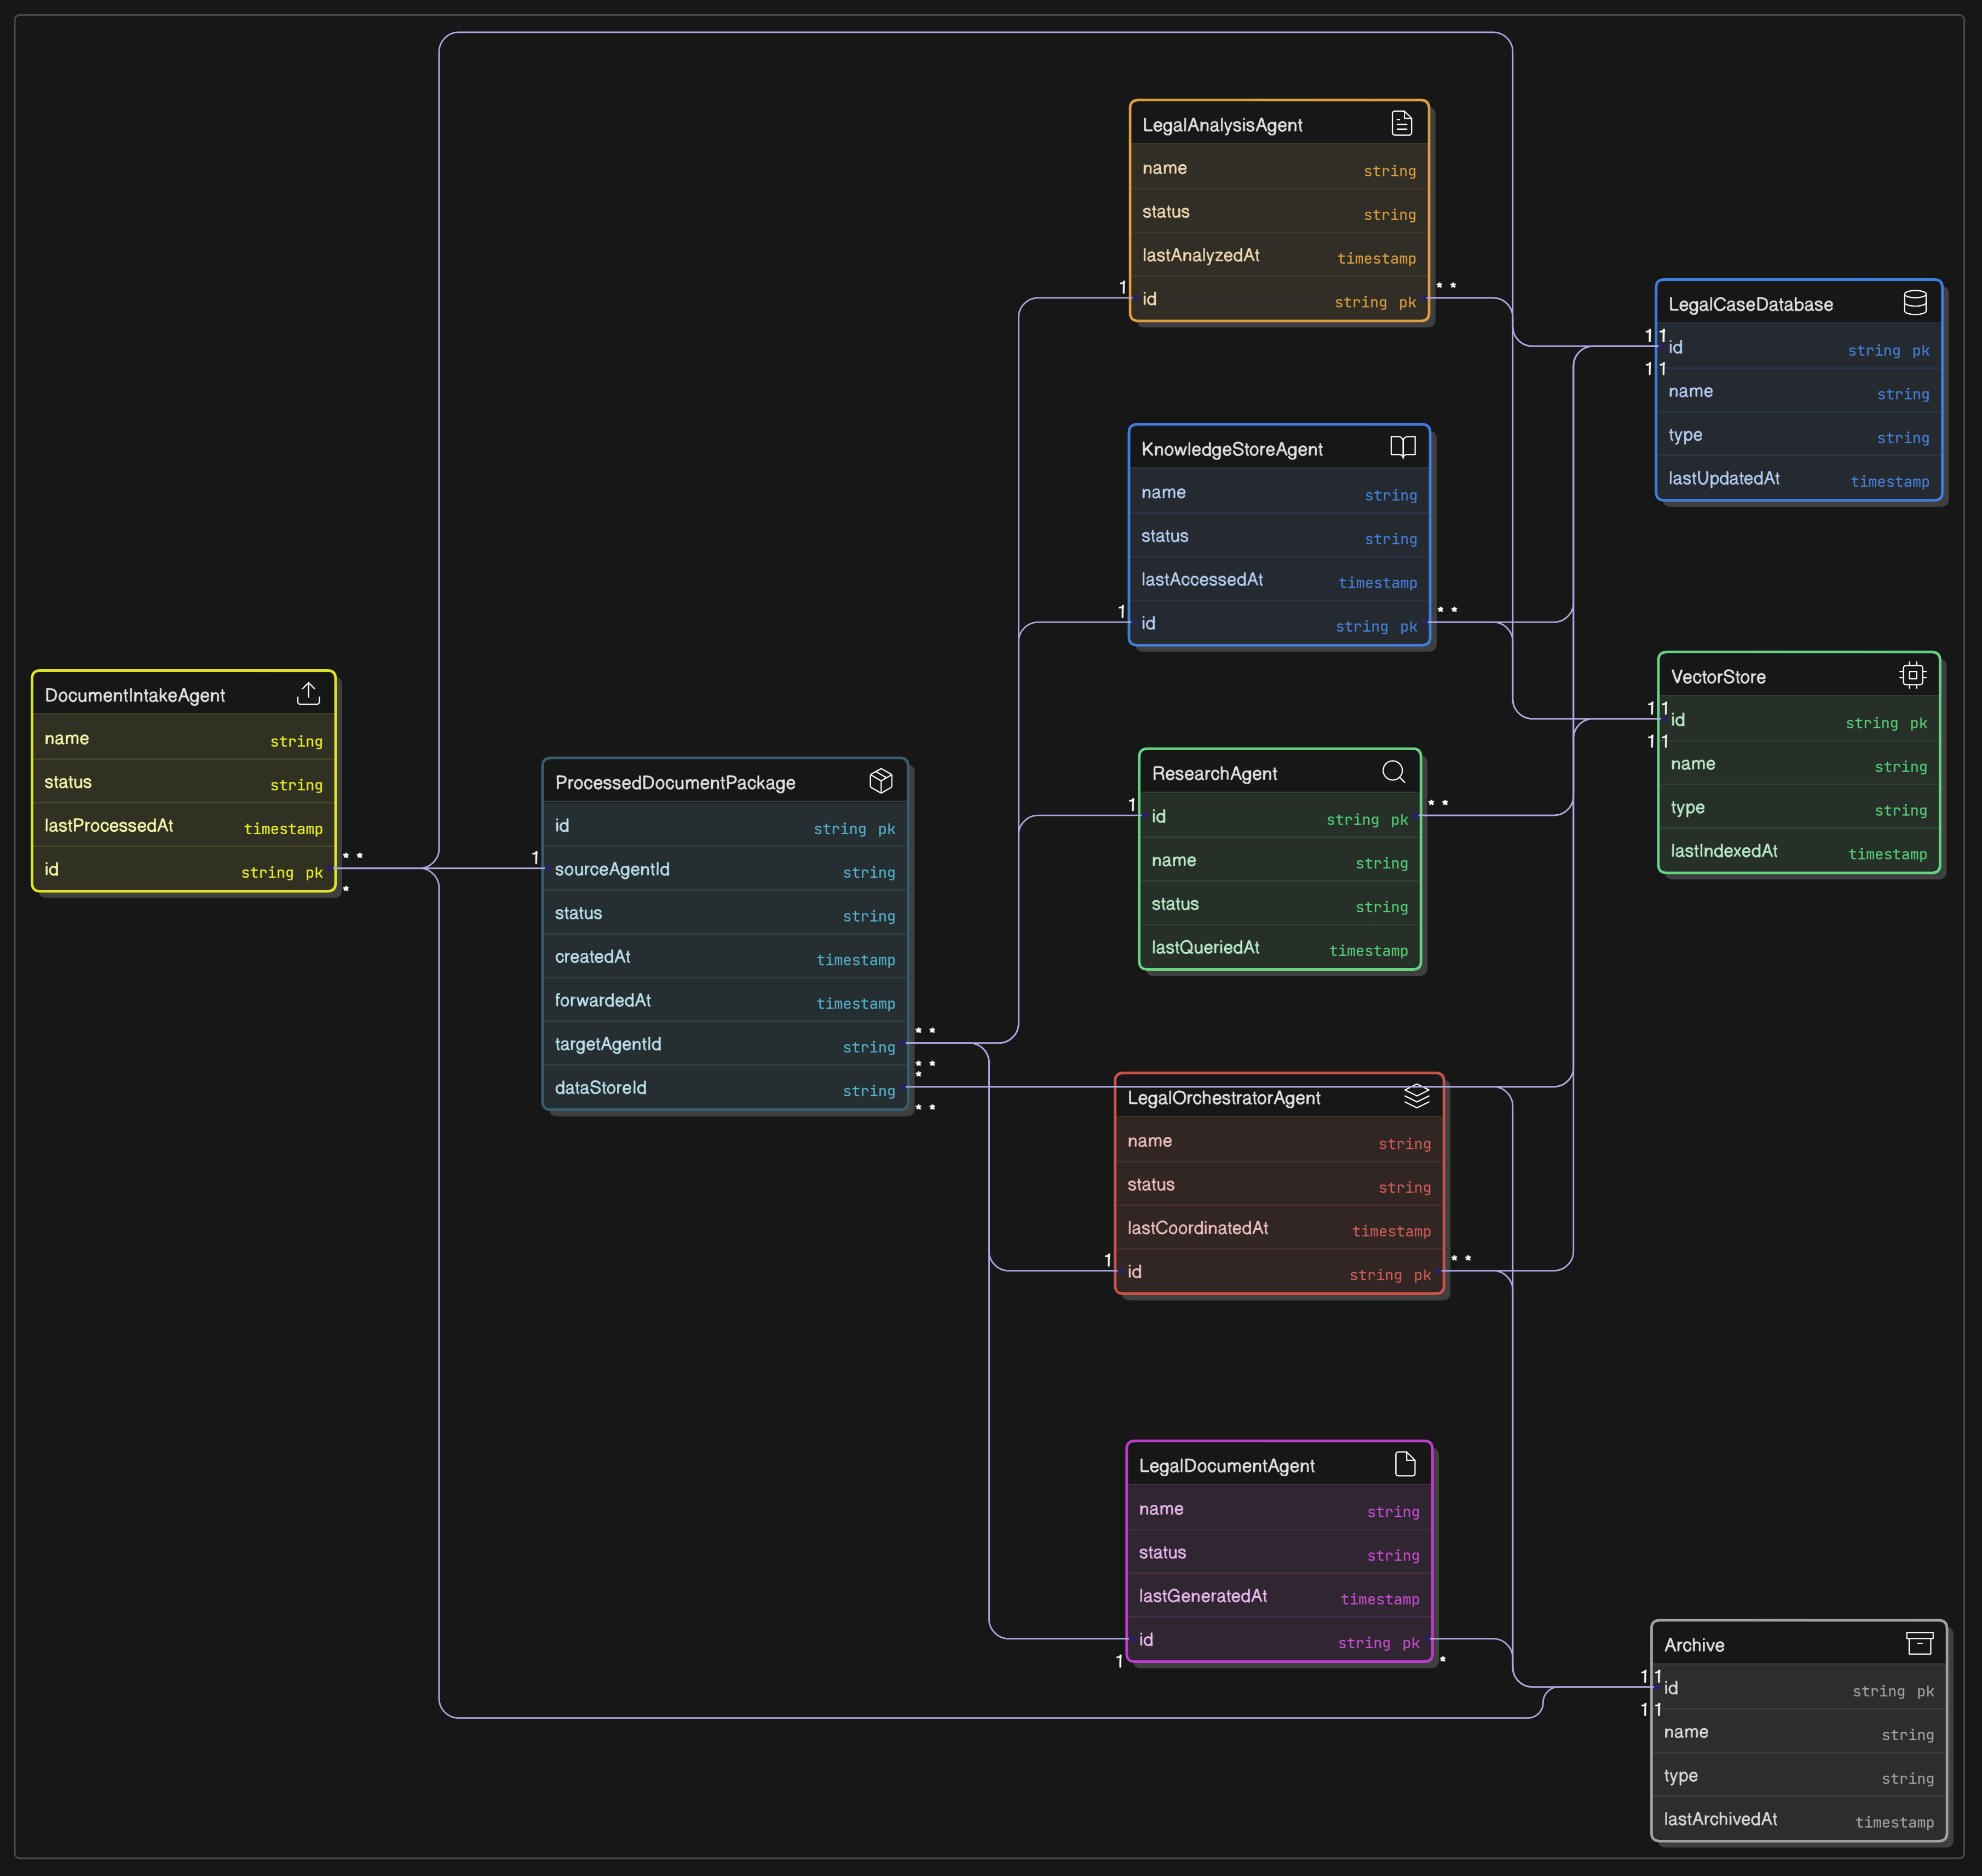 LegalAnalysisAgent
name string
status string
lastAnalyzedAt timestamp
1 id string pk * *
LegalCaseDatabase
1 1 id string pk
1 1
name string
type string
lastUpdatedAt timestamp
KnowledgeStoreAgent
name string
status string
lastAccessedAt timestamp
1 id string pk * *
DocumentIntakeAgent
name string
status string
lastProcessedAt timestamp
id string pk * *
*
VectorStore
1 1 id string pk
1 1
name string
type string
lastIndexedAt timestamp
ProcessedDocumentPackage
id string pk
1 sourceAgentId string
status string
createdAt timestamp
forwardedAt timestamp
targetAgentId string * *
* *
*
dataStoreId string
* *
ResearchAgent
1 id string pk * *
name string
status string
lastQueriedAt timestamp
LegalOrchestratorAgent
name string
status string
lastCoordinatedAt timestamp
1 id string pk * *
LegalDocumentAgent
name string
status string
lastGeneratedAt timestamp
id string pk
1 *
Archive
1 1 id string pk
1 1
name string
type string
lastArchivedAt timestamp